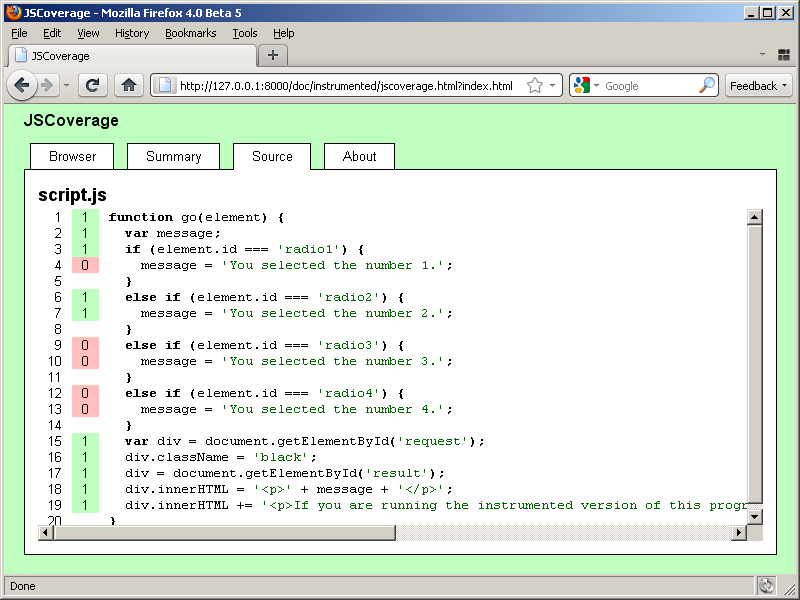 JSCoverage - Mozilla Firefox 4.0 Beta 5
File Edit View History Bookmarks Tools Help
JSCoverage
http://127.0.0.1:8000/doc/instrumented/jscoverage.html?index.html Google Feedback
JSCoverage
Browser Summary Source About
script.js
1 1 function go(element) {
2 1 var message;
3 1 if (element.id === 'radio1') {
4 0 message = 'You selected the number 1.';
5 }
6 1 else if (element.id === 'radio2') {
7 1 message = 'You selected the number 2.';
8 }
9 0 else if (element.id === 'radio3') {
10 0 message = 'You selected the number 3.';
11 }
12 0 else if (element.id === 'radio4') {
13 0 message = 'You selected the number 4.';
14 }
15 1 var div = document.getElementById('request');
16 1 div.className = 'black';
17 1 div = document.getElementById('result');
18 1 div.innerHTML = '<p>' + message + '</p>';
19 1 div.innerHTML += '<p>If you are running the instrumented version of this progr
20 }
Done